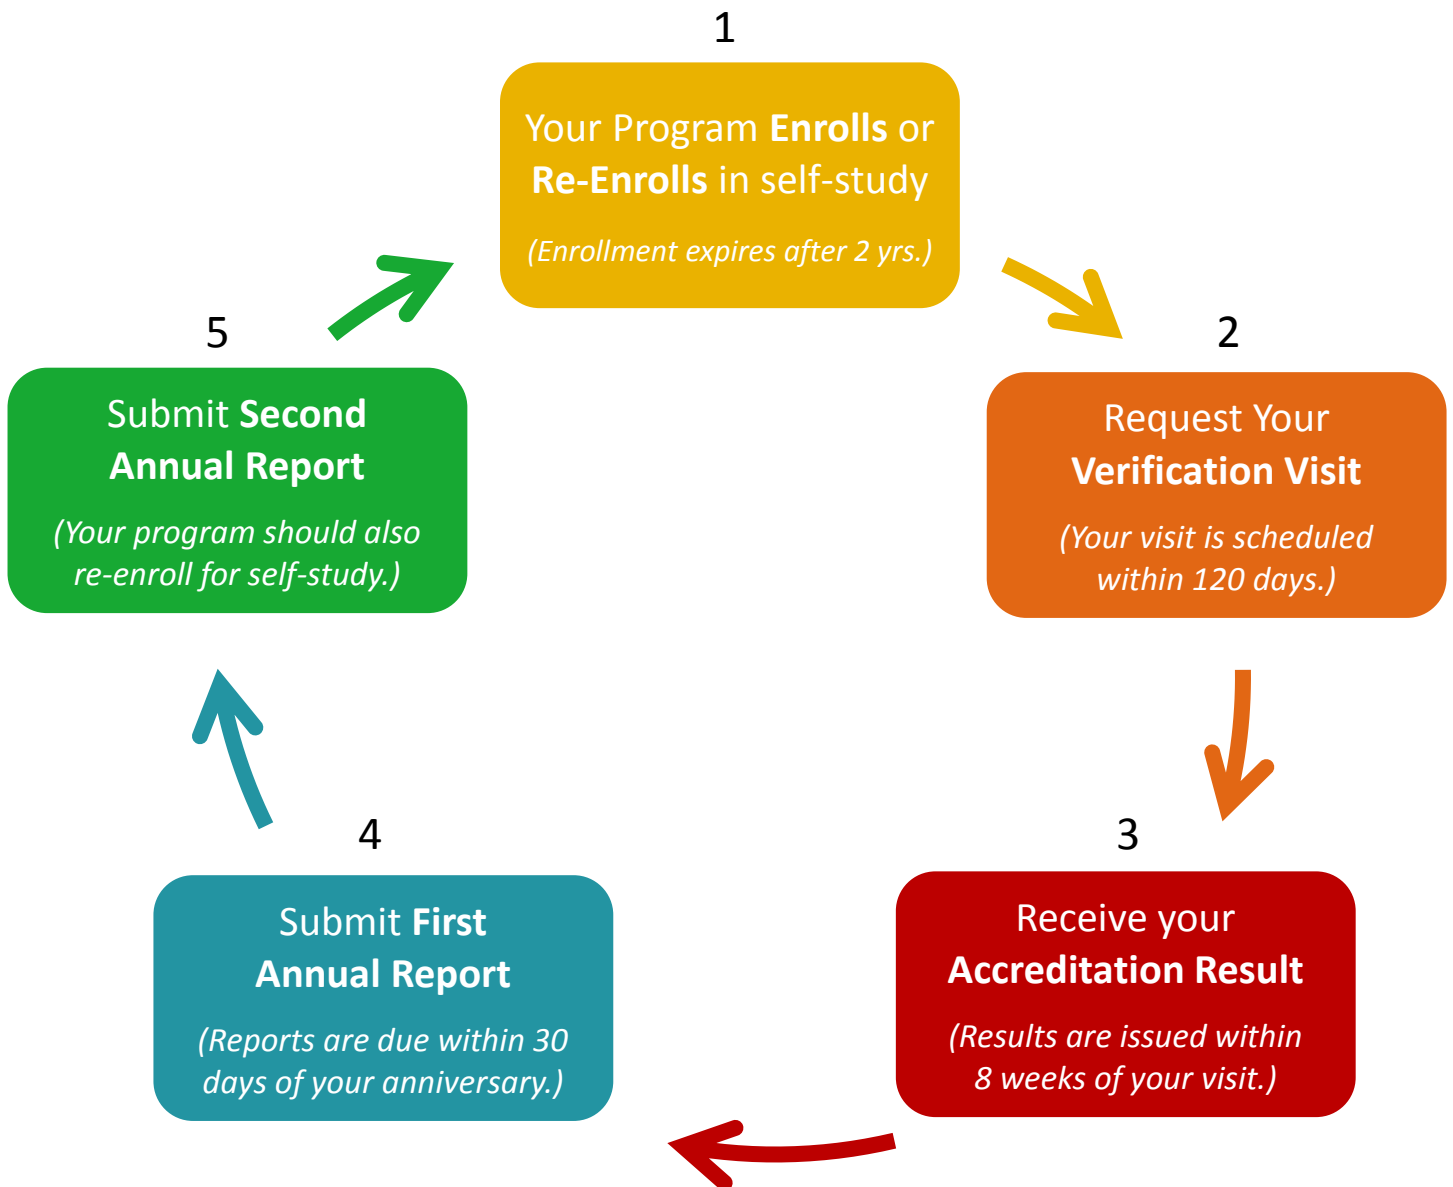 1
Your Program Enrolls or
Re-Enrolls in self-study
(Enrollment expires after 2 yrs.)
2
Request Your
Verification Visit
(Your visit is scheduled
within 120 days.)
3
Receive your
Accreditation Result
(Results are issued within
8 weeks of your visit.)
4
Submit First
Annual Report
(Reports are due within 30
days of your anniversary.)
5
Submit Second
Annual Report
(Your program should also
re-enroll for self-study.)